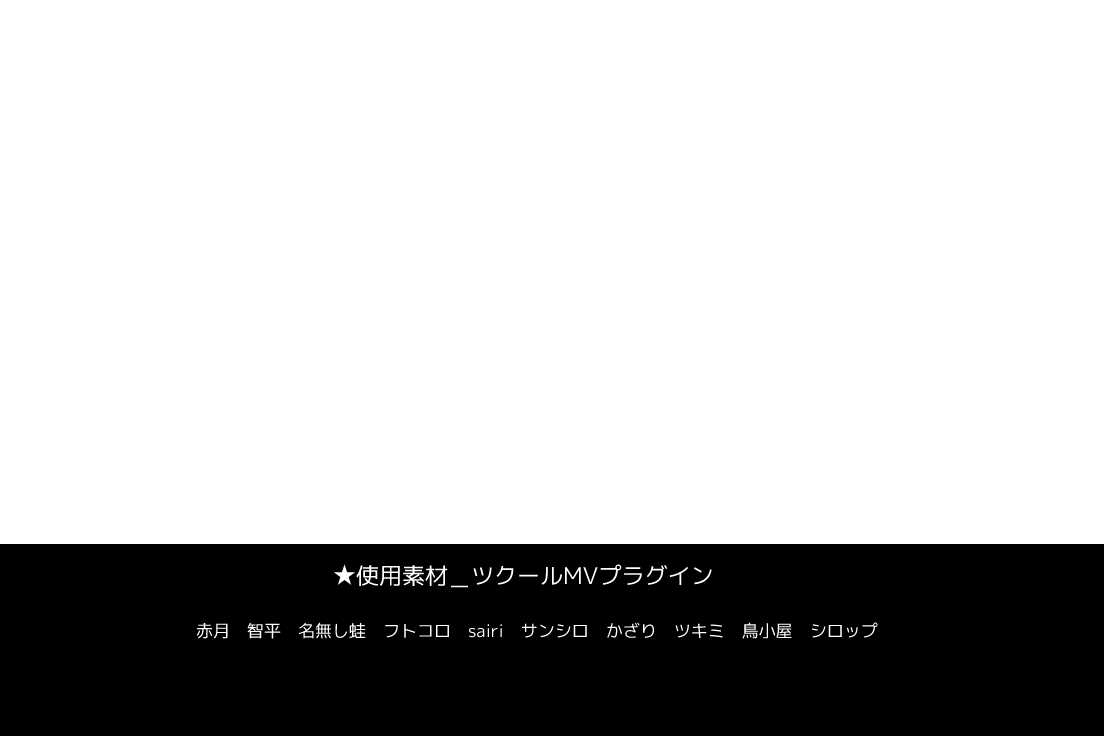 ★使用素材＿ツクールMVプラグイン
赤月　智平　名無し蛙　フトコロ　sairi　サンシロ　かざり　ツキミ　鳥小屋　シロップ